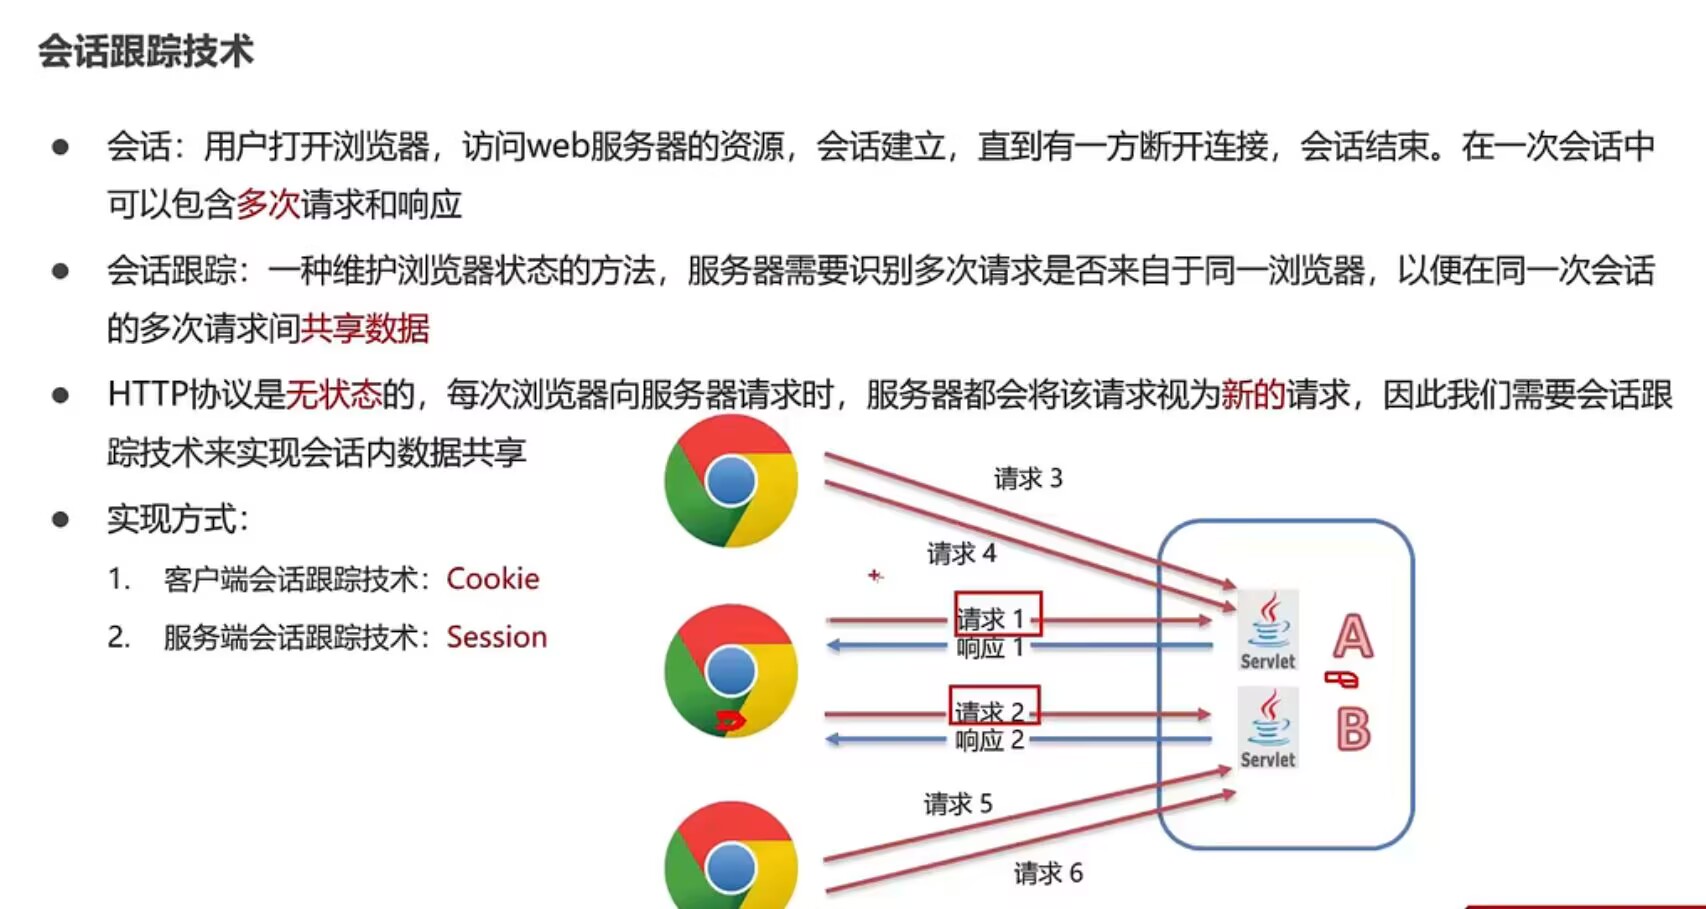 会话跟踪技术
会话：用户打开浏览器，访问web服务器的资源，会话建立，直到有一方断开连接，会话结束。在一次会话中
可以包含多次请求和响应
会话跟踪：一种维护浏览器状态的方法，服务器需要识别多次请求是否来自于同一浏览器，以便在同一次会话
的多次请求间共享数据
HTTP协议是无状态的，每次浏览器向服务器请求时，服务器都会将该请求视为新的请求，因此我们需要会话跟
踪技术来实现会话内数据共享
实现方式：
1. 客户端会话跟踪技术：Cookie
2. 服务端会话跟踪技术：Session
请求 3
请求 4
请求 1
响应 1
Servlet
A
请求 2
响应 2
Servlet
B
请求 5
请求 6